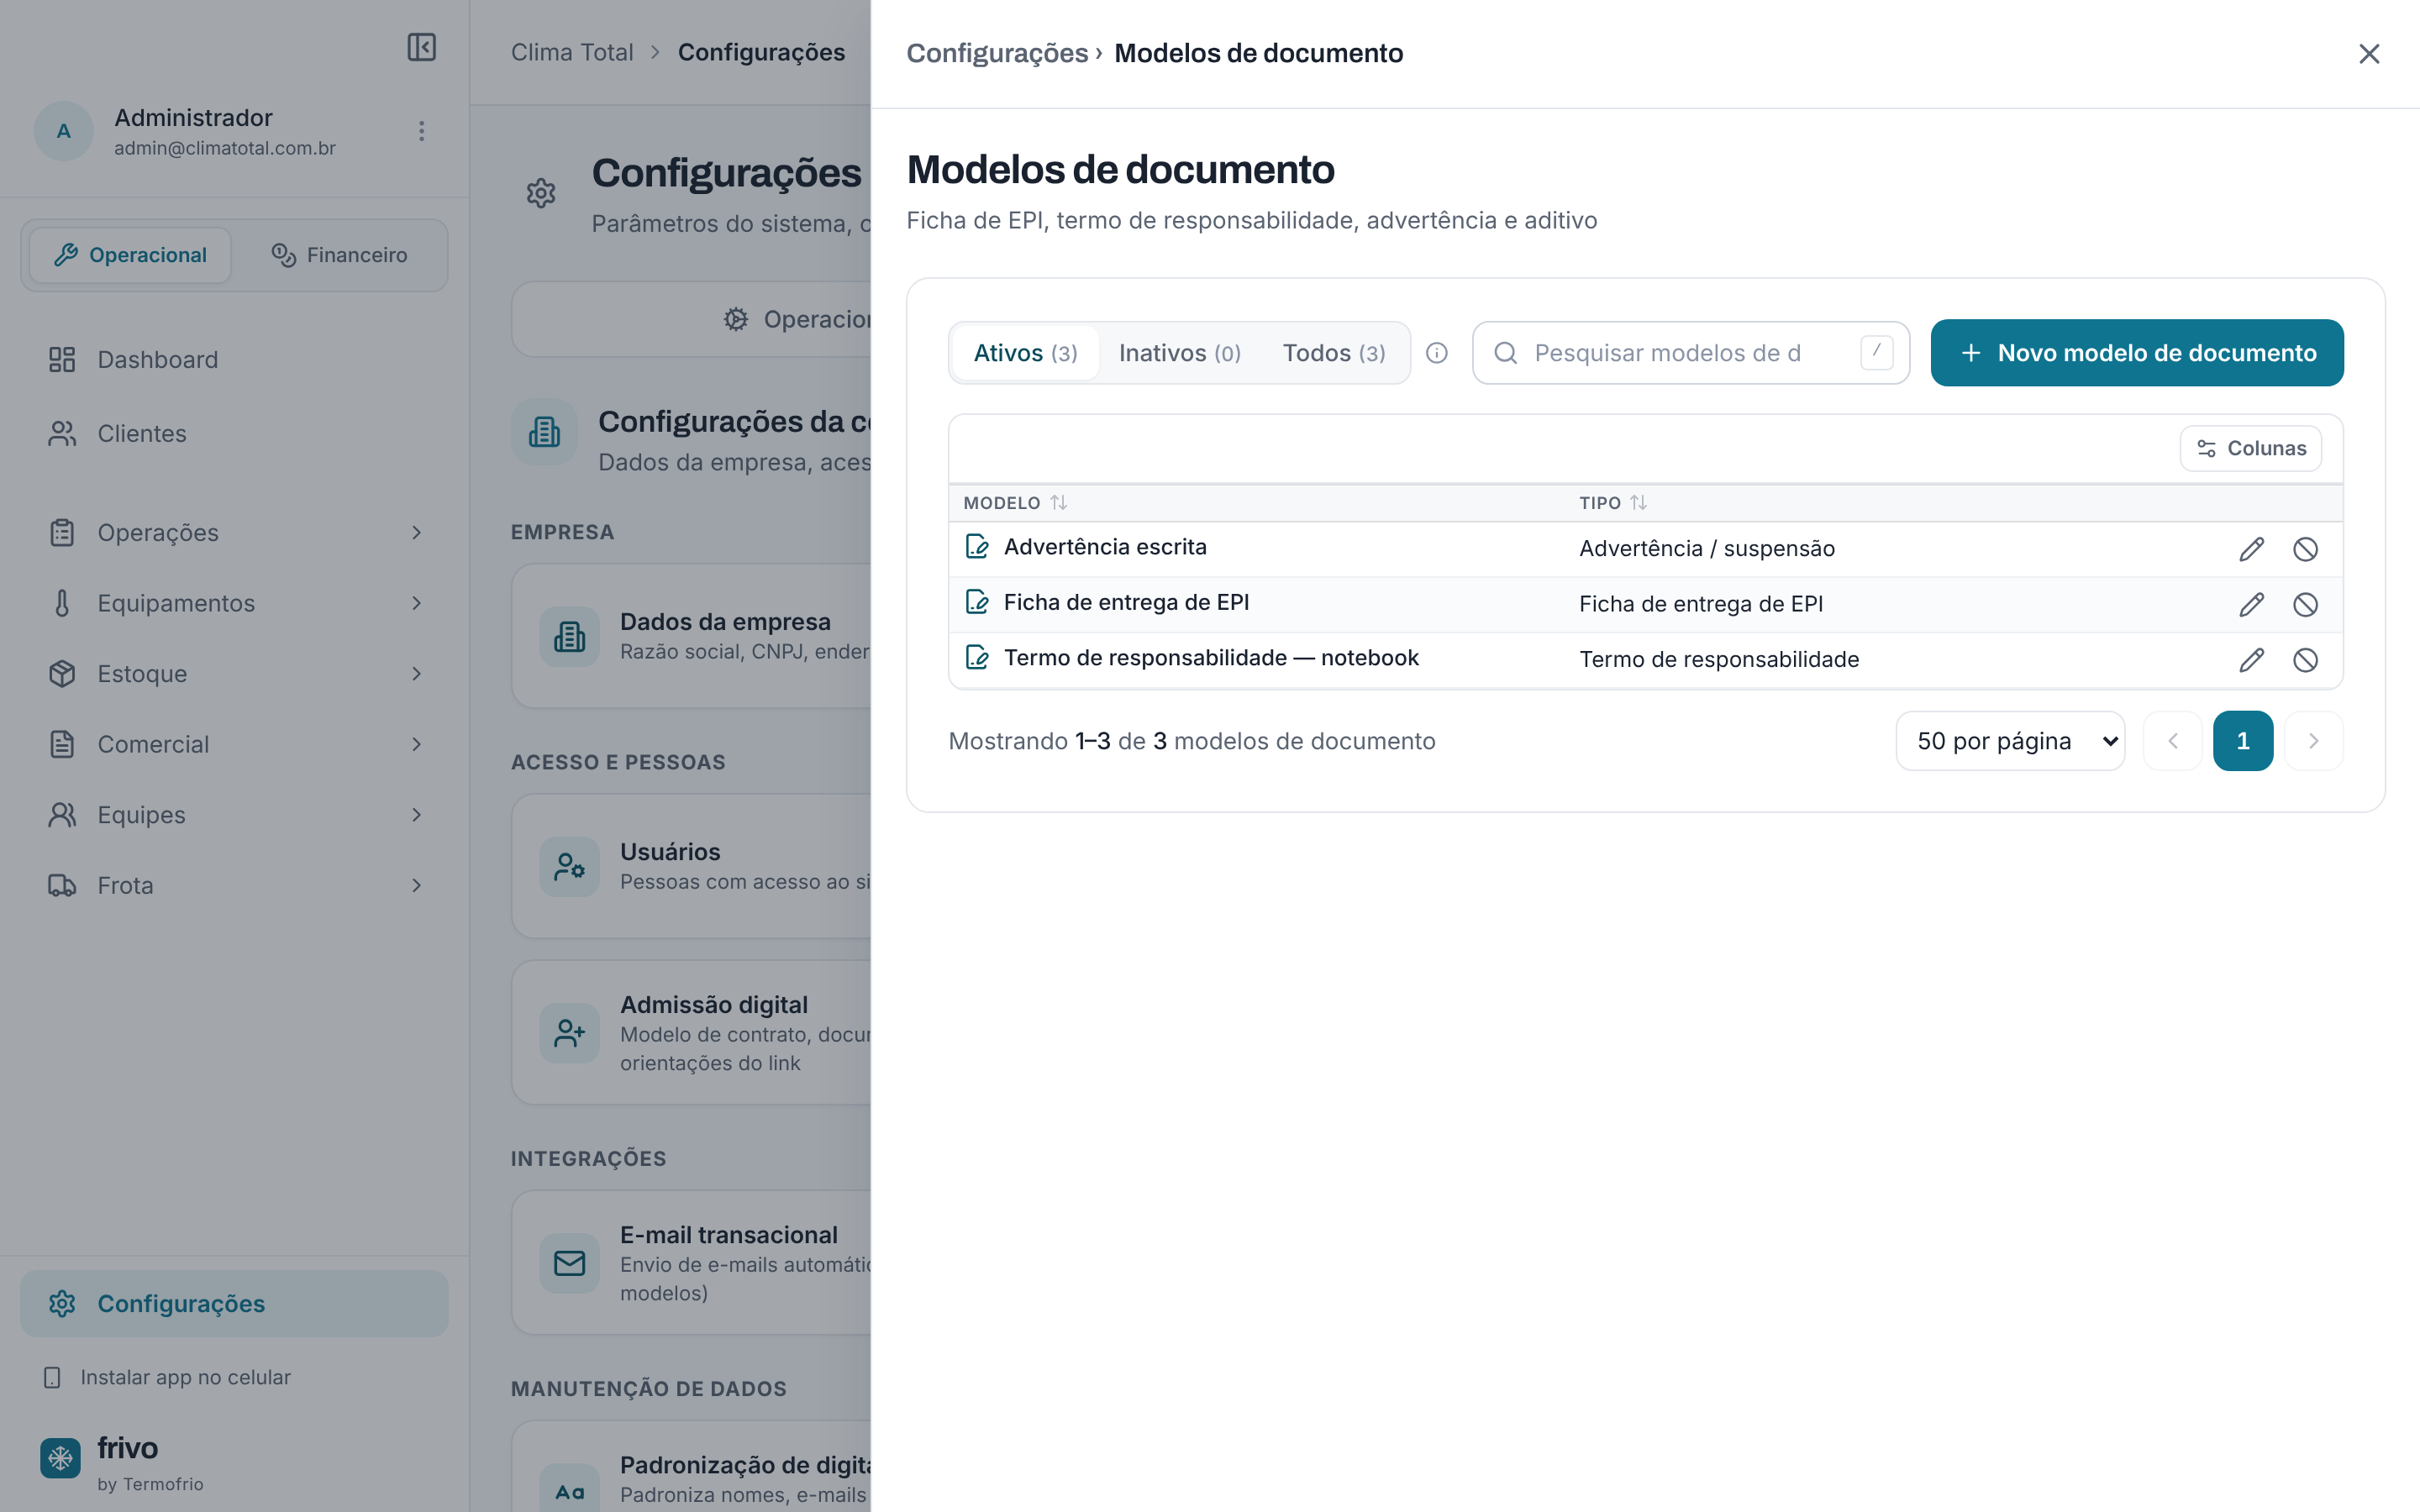 A
Administrador
admin@climatotal.com.br
Operacional
Financeiro
Dashboard
Clientes
Operações
Equipamentos
Estoque
Comercial
Equipes
Frota
Configurações
Instalar app no celular
frivo
by Termofrio
Clima Total > Configurações
Configurações
Parâmetros do sistema,
Operacion
Configurações da c
Dados da empresa, aces
EMPRESA
Dados da empresa
Razão social, CNPJ, ender
ACESSO E PESSOAS
Usuários
Pessoas com acesso ao si
Admissão digital
Modelo de contrato, docu
orientações do link
INTEGRAÇÕES
E-mail transacional
Envio de e-mails automátic
modelos)
MANUTENÇÃO DE DADOS
Aa
Padronização de digita
Padroniza nomes, e-mails
Configurações › Modelos de documento
Modelos de documento
Ficha de EPI, termo de responsabilidade, advertência e aditivo
Ativos (3)
Inativos (0)
Todos (3)
Pesquisar modelos de d
/
+ Novo modelo de documento
Colunas
MODELO
TIPO
Advertência escrita
Advertência / suspensão
Ficha de entrega de EPI
Ficha de entrega de EPI
Termo de responsabilidade — notebook
Termo de responsabilidade
Mostrando 1–3 de 3 modelos de documento
50 por página
1